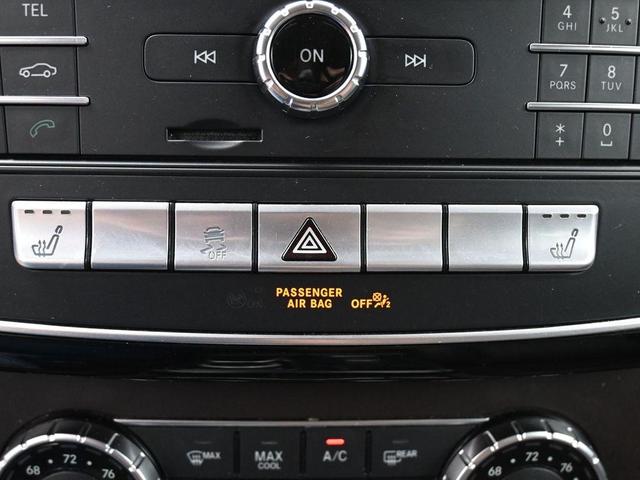 TEL
ON
4
GHI
5
JKL
7
PQRS
8
TUV
*
+
0
OFF
PASSENGER
AIR BAG OFF 2
MAX
MAX
COOL
A/C
REAR
68 72 76
68 72 76